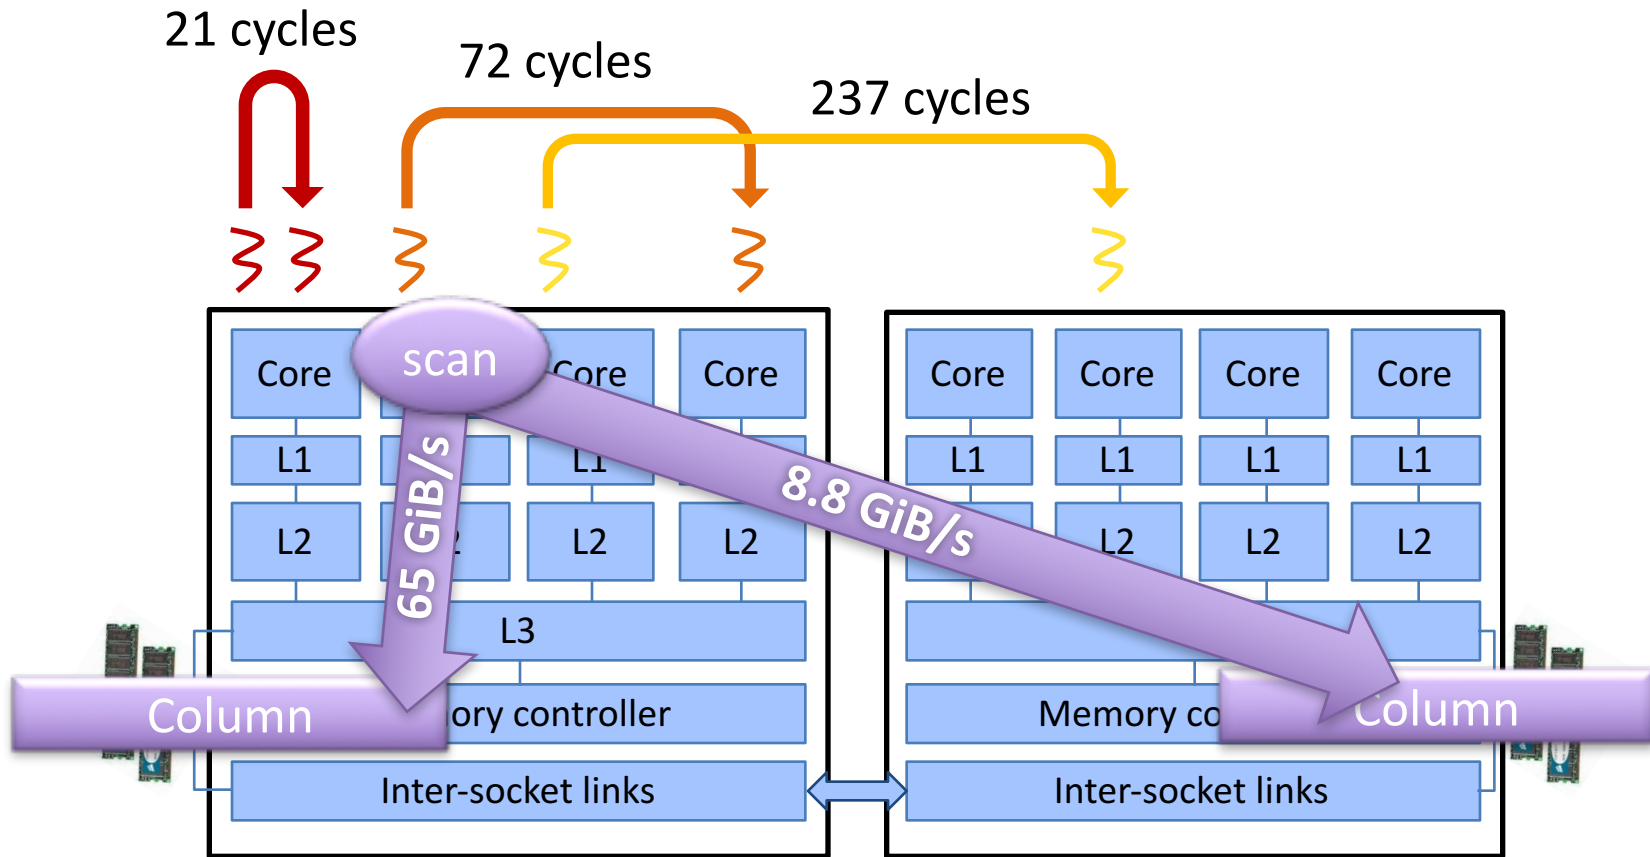 21 cycles
72 cycles
237 cycles
Core
scan
Core
Core
Core
Core
Core
Core
L1
L1
L1
L1
L1
L1
65 GiB/s
8.8 GiB/s
L2
L2
L2
L2
L2
L2
L3
Column
ory controller
Memory co
Column
Inter-socket links
Inter-socket links